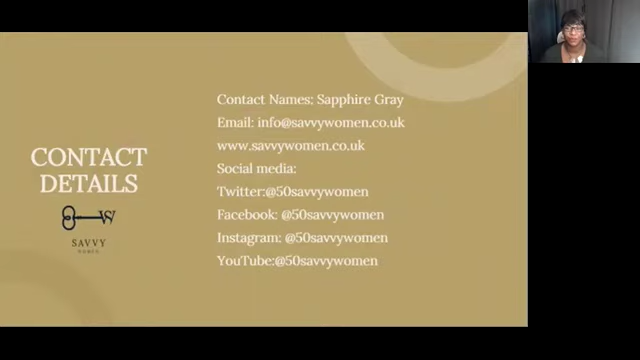 CONTACT
DETAILS
SAVVY
WOMEN
Contact Names: Sapphire Gray
Email: info@savvywomen.co.uk
www.savvywomen.co.uk
Social media:
Twitter:@50savvywomen
Facebook: @50savvywomen
Instagram: @50savvywomen
YouTube:@50savvywomen